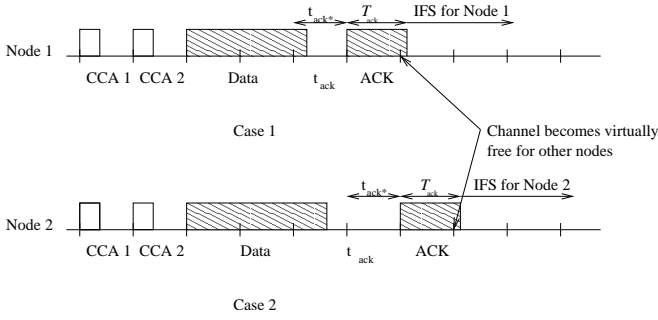 t_ack* T_ack IFS for Node 1
Node 1
CCA 1 CCA 2 Data t_ack ACK
Case 1
Channel becomes virtually
free for other nodes
t_ack* T_ack IFS for Node 2
Node 2
CCA 1 CCA 2 Data t_ack ACK
Case 2